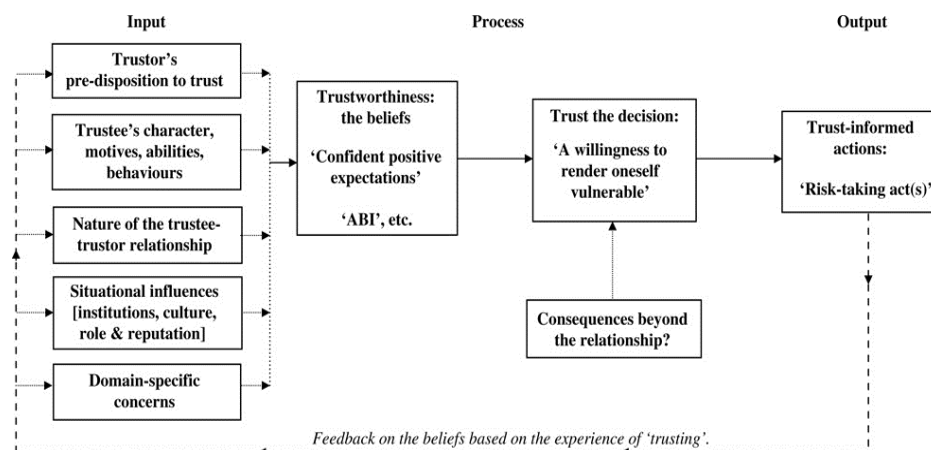 Input
Process
Output
Trustor's
pre-disposition to trust
Trustee's character,
motives, abilities,
behaviours
Nature of the trustee-
trustor relationship
Situational influences
[institutions, culture,
role & reputation]
Domain-specific
concerns
Trustworthiness:
the beliefs
‘Confident positive
expectations’
‘ABI’, etc.
Trust the decision:
‘A willingness to
render oneself
vulnerable’
Consequences beyond
the relationship?
Trust-informed
actions:
‘Risk-taking act(s)’
Feedback on the beliefs based on the experience of ‘trusting’.